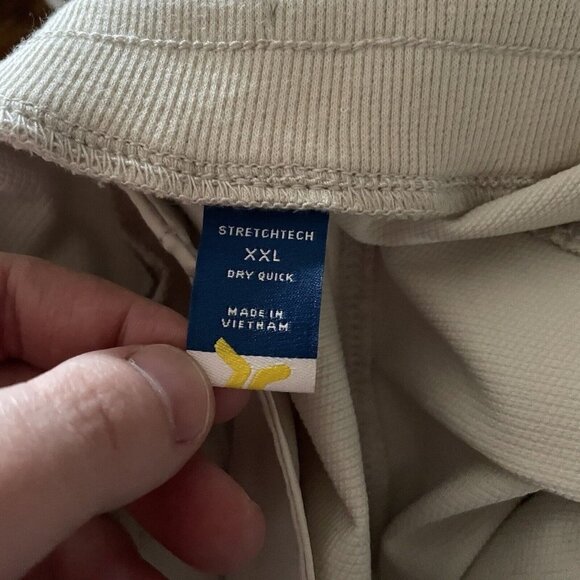 STRETCHTECH
XXL
DRY QUICK
MADE IN
VIETNAM